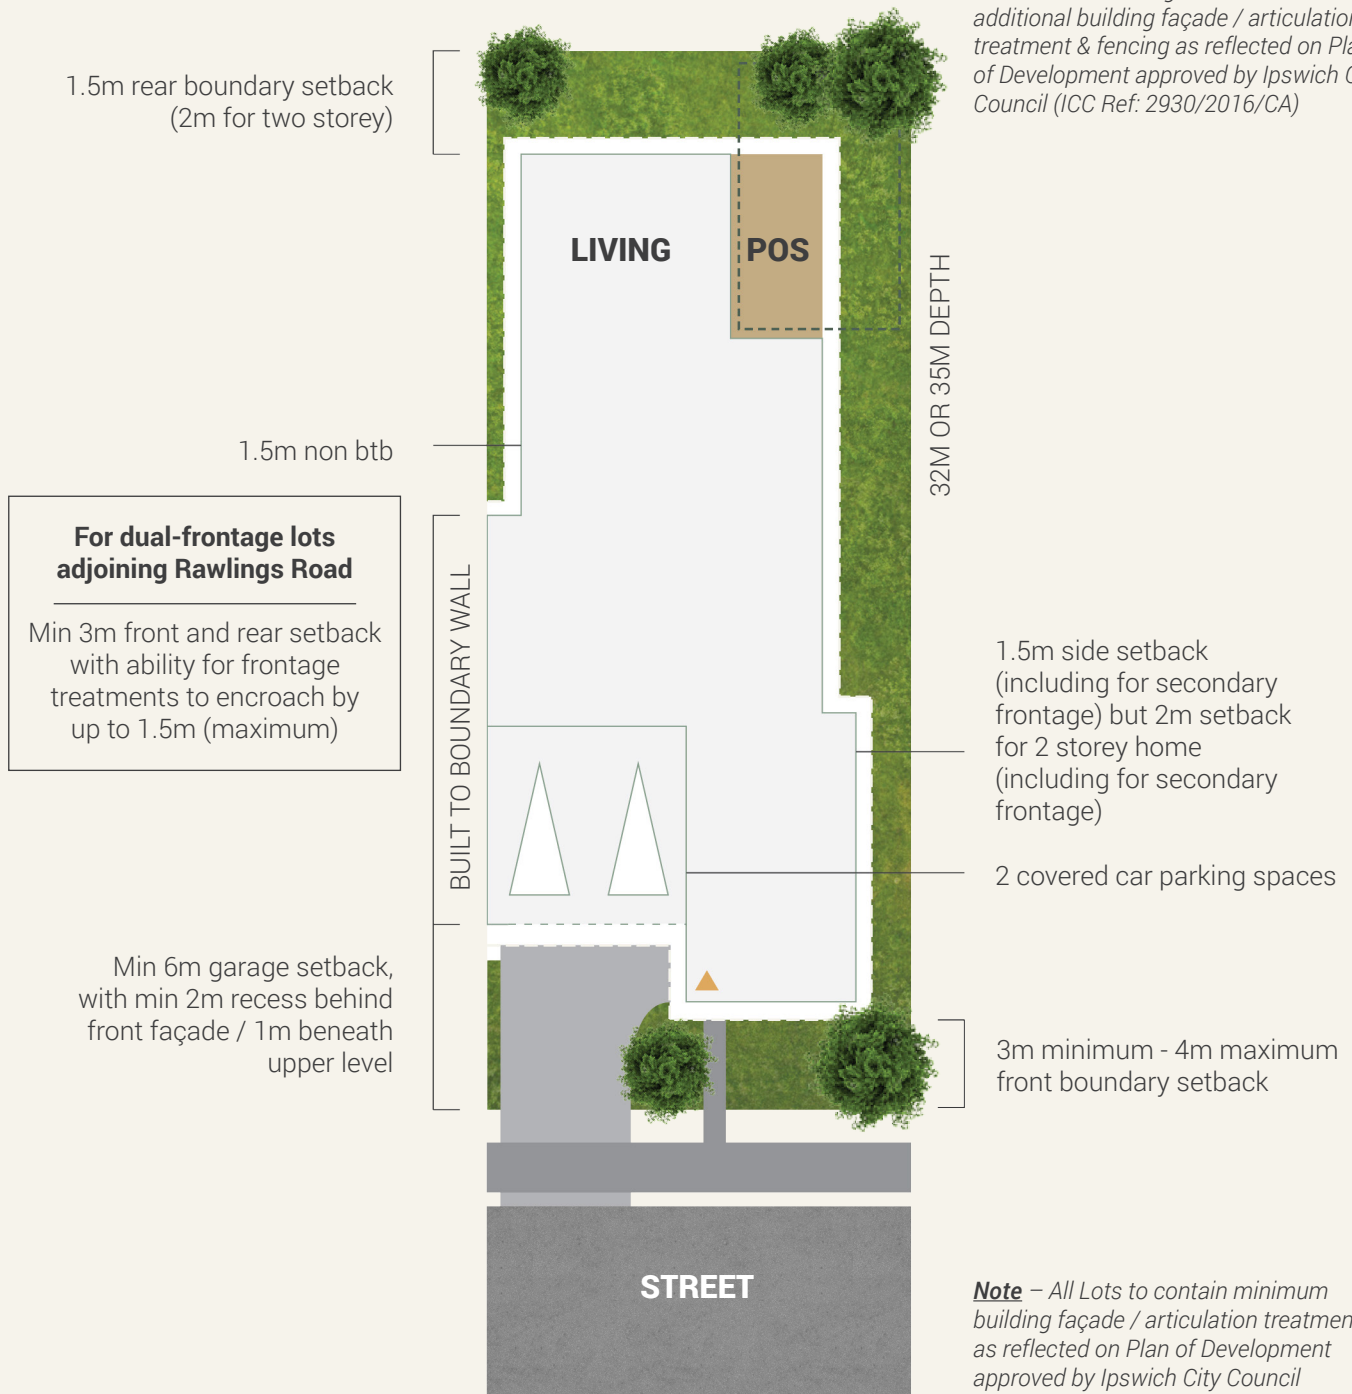 additional building façade / articulation
treatment & fencing as reflected on
of Development approved by Ipswich
Council (ICC Ref: 2930/2016/CA)
1.5m rear boundary setback
(2m for two storey)
LIVING
POS
32M OR 35M DEPTH
1.5m non btb
For dual-frontage lots
adjoining Rawlings Road
Min 3m front and rear setback
with ability for frontage
treatments to encroach by
up to 1.5m (maximum)
BUILT TO BOUNDARY WALL
1.5m side setback
(including for secondary
frontage) but 2m setback
for 2 storey home
(including for secondary
frontage)
2 covered car parking spaces
Min 6m garage setback,
with min 2m recess behind
front façade / 1m beneath
upper level
3m minimum - 4m maximum
front boundary setback
STREET
Note – All Lots to contain minimum
building façade / articulation
as reflected on Plan of Development
approved by Ipswich City Council